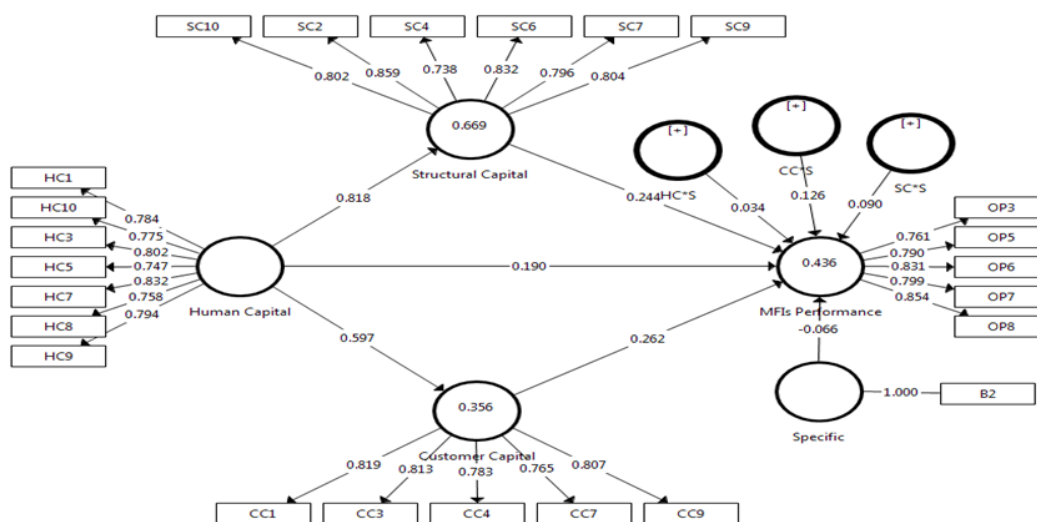 SC10 SC2 SC4 SC6 SC7 SC9
0.802 0.859 0.738 0.832 0.796 0.804
0.669
Structural Capital
[+] [+] [+]
HC*S CC*S SC*S
0.818
0.244 0.034 0.126 0.090
HC1
HC10
HC3
HC5
HC7
HC8
HC9
0.784
0.775
0.802
0.747
0.832
0.758
0.794
Human Capital
0.190
0.436
MFIs Performance
0.761
0.790
0.831
0.799
0.854
OP3
OP5
OP6
OP7
OP8
-0.066
0.597
0.262
1.000
B2
Specific
0.356
Customer Capital
0.819 0.813 0.783 0.765 0.807
CC1 CC3 CC4 CC7 CC9